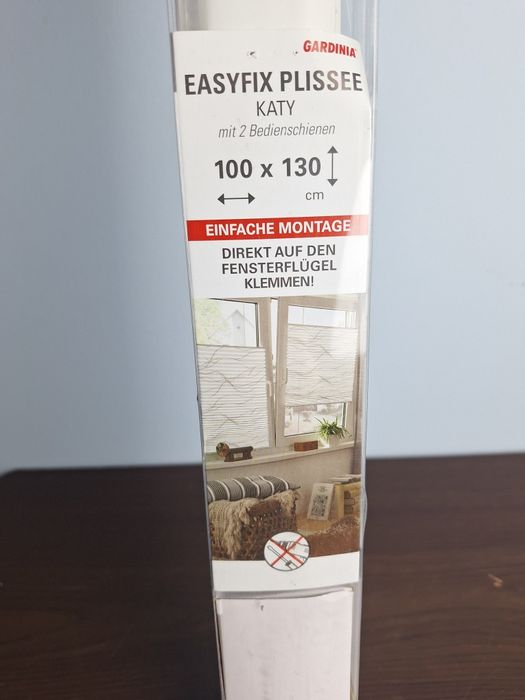 GARDINIA
EASYFIX PLISSEE
KATY
mit 2 Bedienschienen
100 x 130
cm
EINFACHE MONTAGE
DIREKT AUF DEN
FENSTERFLÜGEL
KLEMMEN!